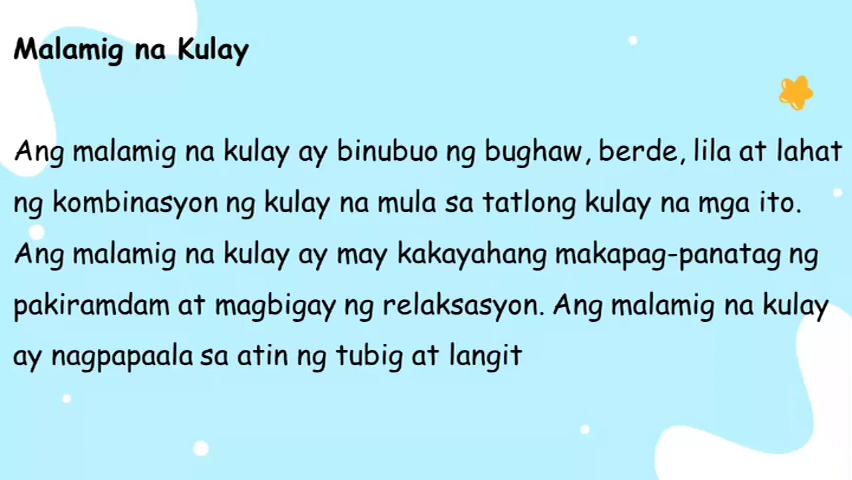 Malamig na Kulay
Ang malamig na kulay ay binubuo ng bughaw, berde, lila at lahat
ng kombinasyon ng kulay na mula sa tatlong kulay na mga ito.
Ang malamig na kulay ay may kakayahang makapag-panatag ng
pakiramdam at magbigay ng relaksasyon. Ang malamig na kulay
ay nagpapaala sa atin ng tubig at langit